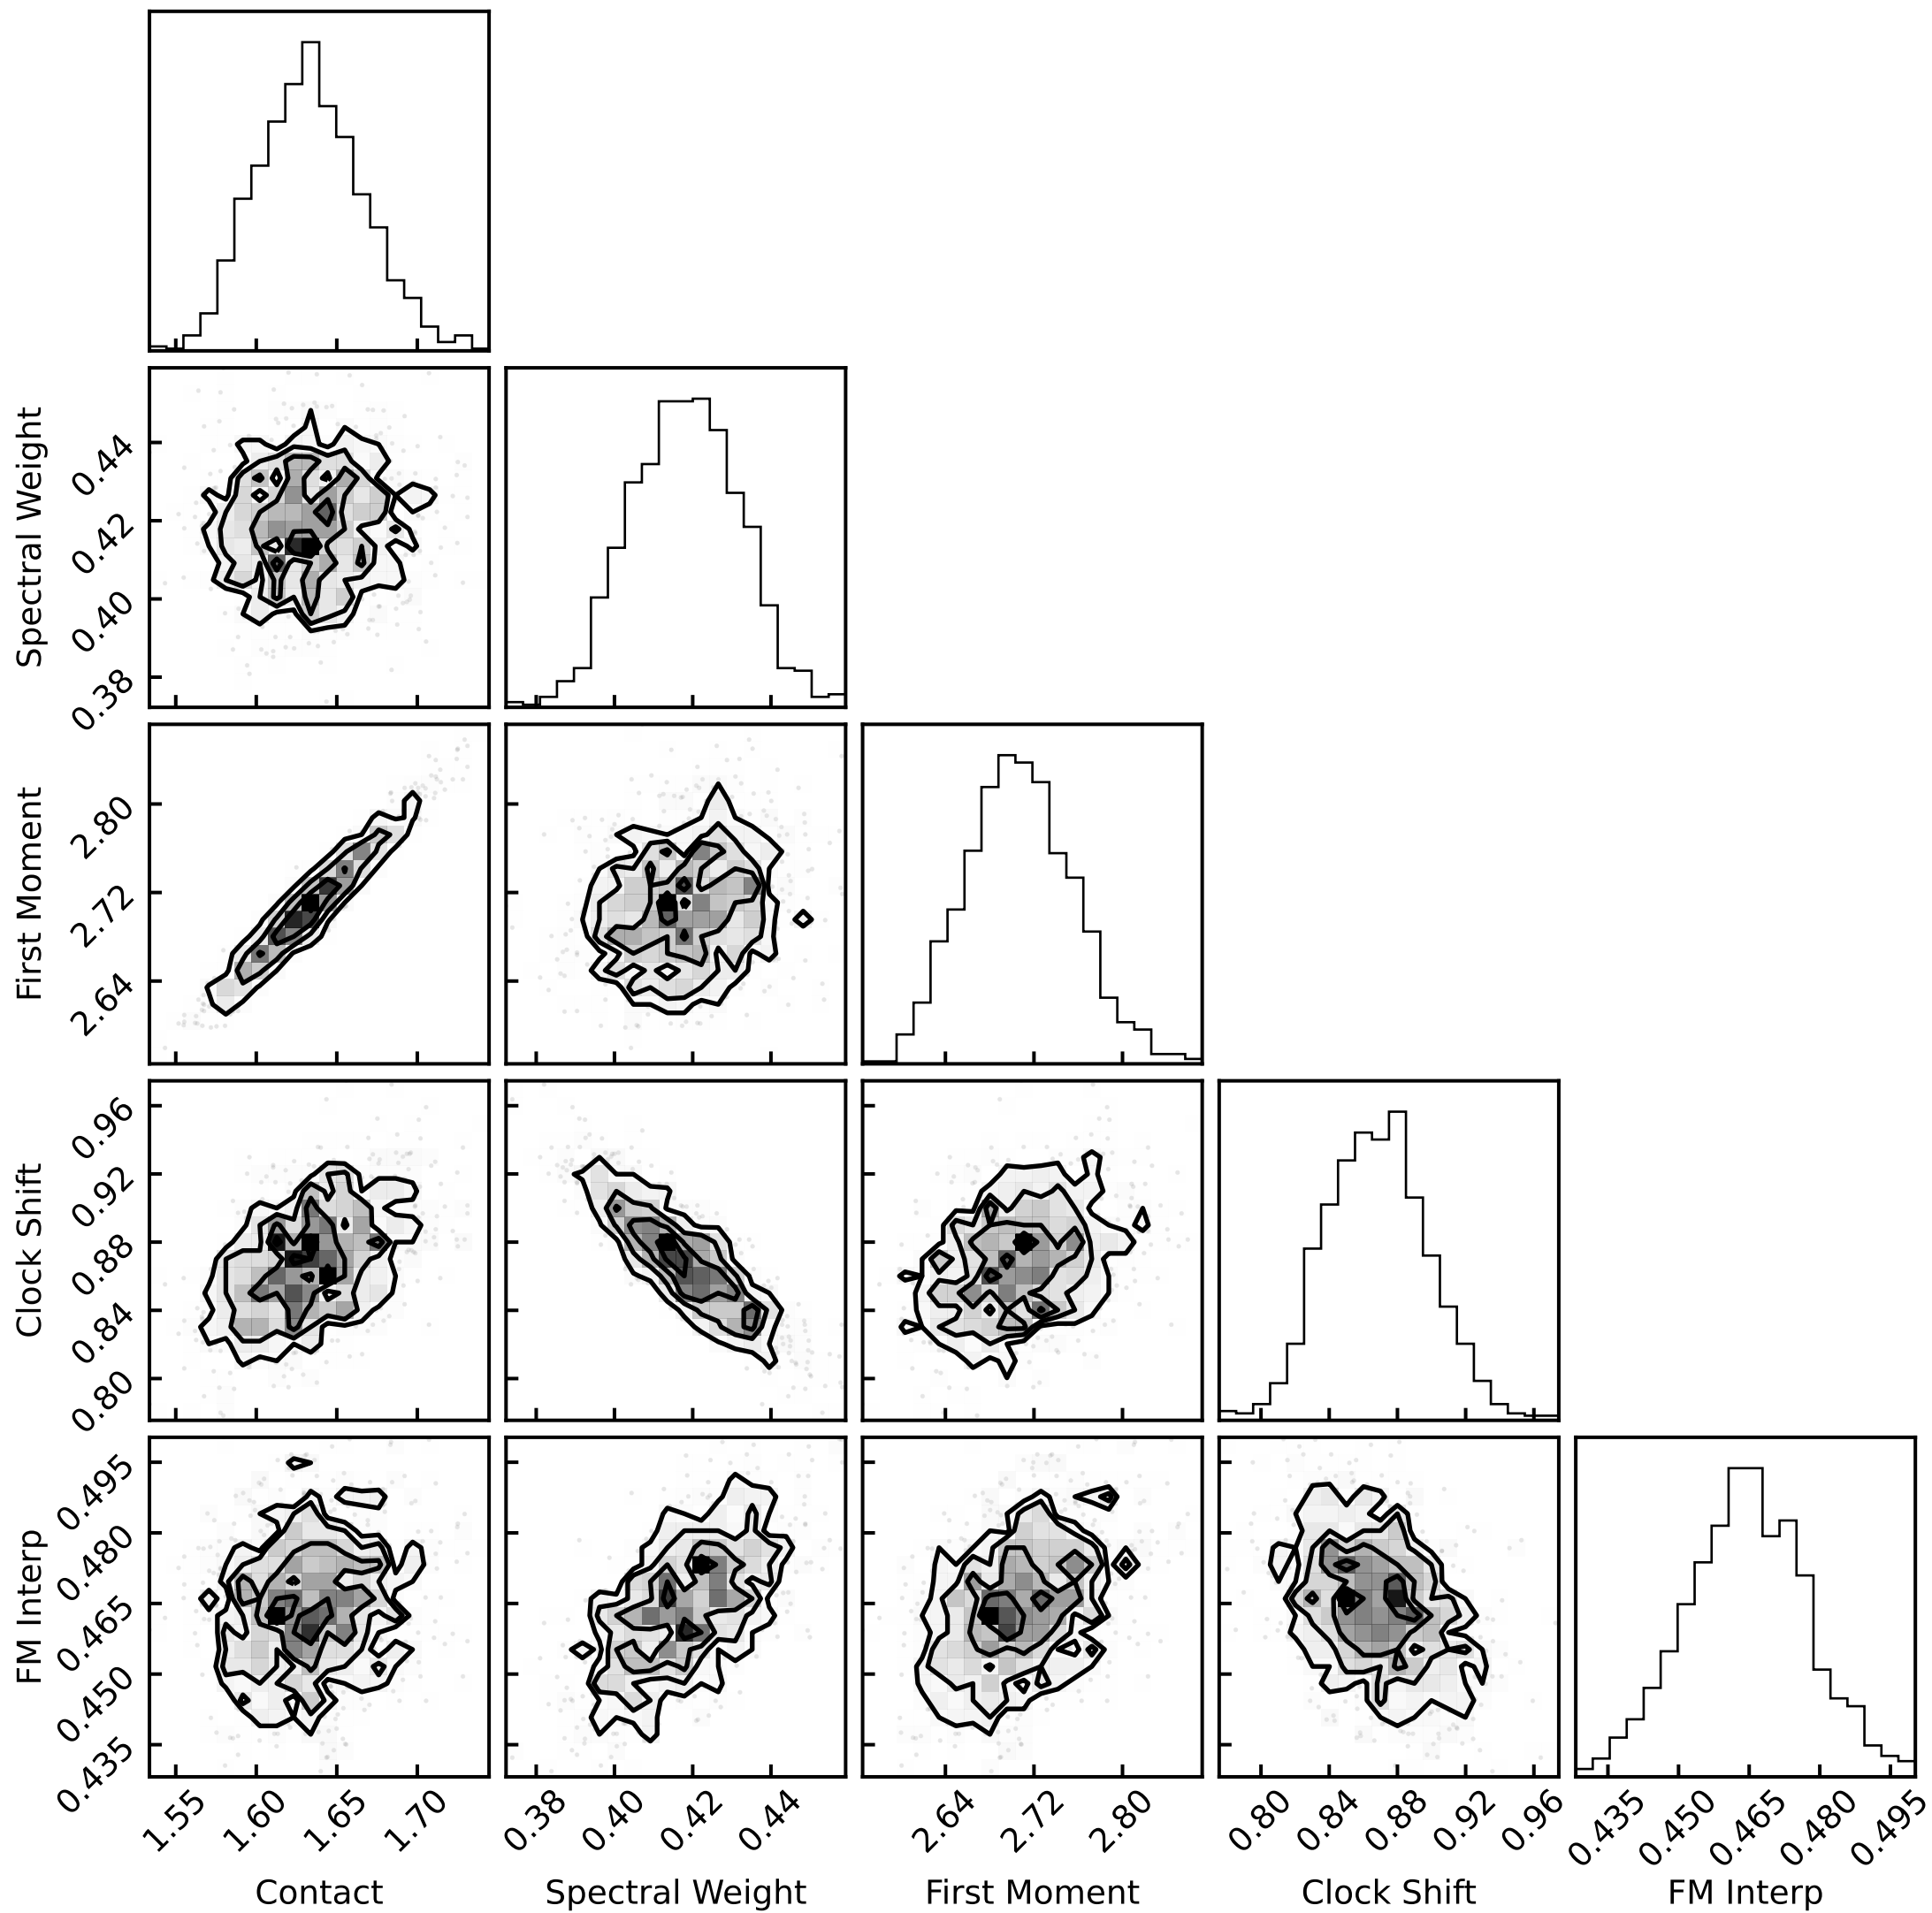 Spectral Weight
0.44
0.42
0.40
0.38
First Moment
2.80
2.72
2.64
Clock Shift
0.96
0.92
0.88
0.84
0.80
FM Interp
0.495
0.480
0.465
0.450
0.435
1.55 1.60 1.65 1.70
0.38 0.40 0.42 0.44
2.64 2.72 2.80
0.80 0.84 0.88 0.92 0.96
0.435 0.450 0.465 0.480 0.495
Contact
Spectral Weight
First Moment
Clock Shift
FM Interp